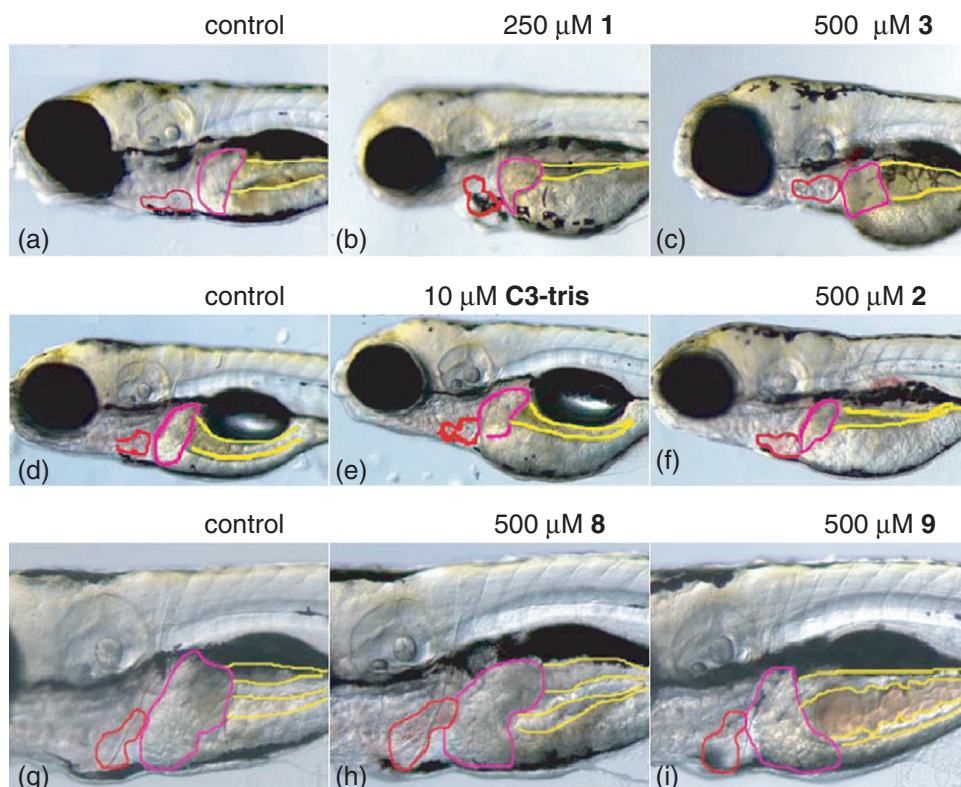 control 250 μM 1 500 μM 3
(a) (b) (c)
control 10 μM C3-tris 500 μM 2
(d) (e) (f)
control 500 μM 8 500 μM 9
(g) (h) (i)